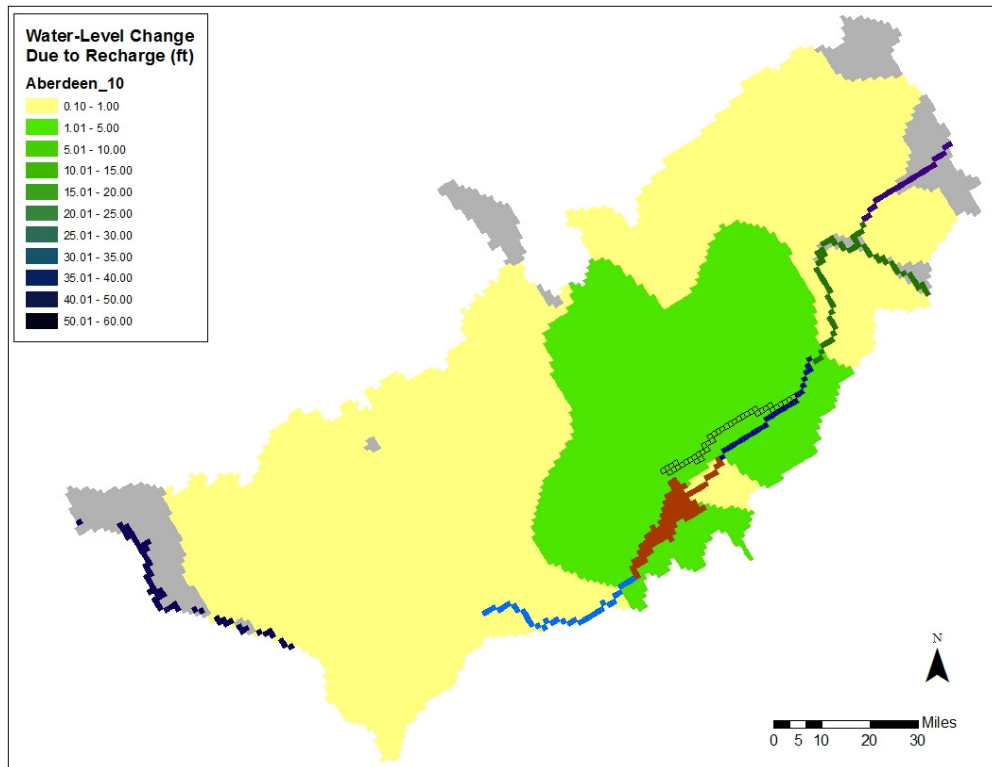 Water-Level Change
Due to Recharge (ft)
Aberdeen_10
0.10 - 1.00
1.01 - 5.00
5.01 - 10.00
10.01 - 15.00
15.01 - 20.00
20.01 - 25.00
25.01 - 30.00
30.01 - 35.00
35.01 - 40.00
40.01 - 50.00
50.01 - 60.00
N
Miles
0 5 10 20 30